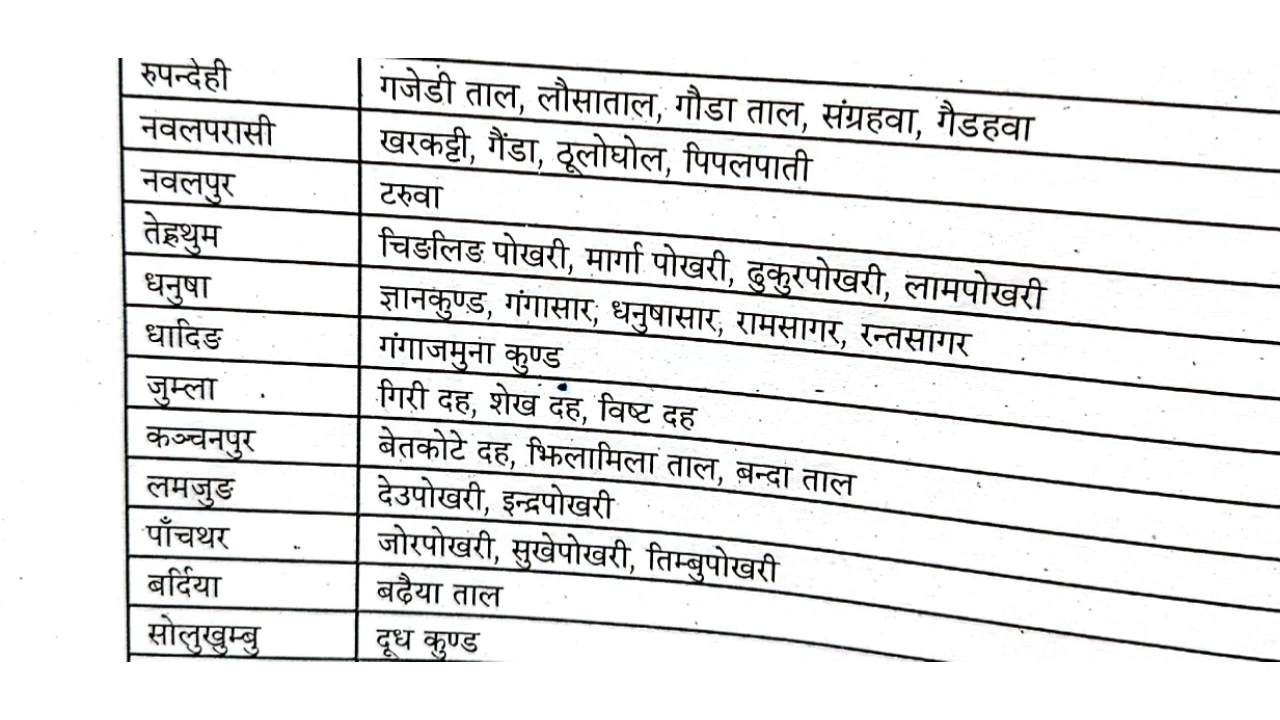 रुपन्देही गजेडी ताल, लौसाताल, गौडा ताल, संग्रहवा, गैडहवा
नवलपरासी खरकट्टी, गैंडा, ठूलोघोल, पिपलपाती
नवलपुर टरुवा
तेह्रथुम चिङलिङ पोखरी, मार्गा पोखरी, ढुकुरपोखरी, लामपोखरी
धनुषा ज्ञानकुण्ड, गंगासार, धनुषासार, रामसागर, रन्तसागर
धादिङ गंगाजमुना कुण्ड
जुम्ला गिरी दह, शेख दह, विष्ट दह
कञ्चनपुर बेतकोटे दह, झिलामिला ताल, बन्दा ताल
लमजुङ देउपोखरी, इन्द्रपोखरी
पाँचथर जोरपोखरी, सुखेपोखरी, तिम्बुपोखरी
बर्दिया बढैया ताल
सोलुखुम्बु दूध कुण्ड